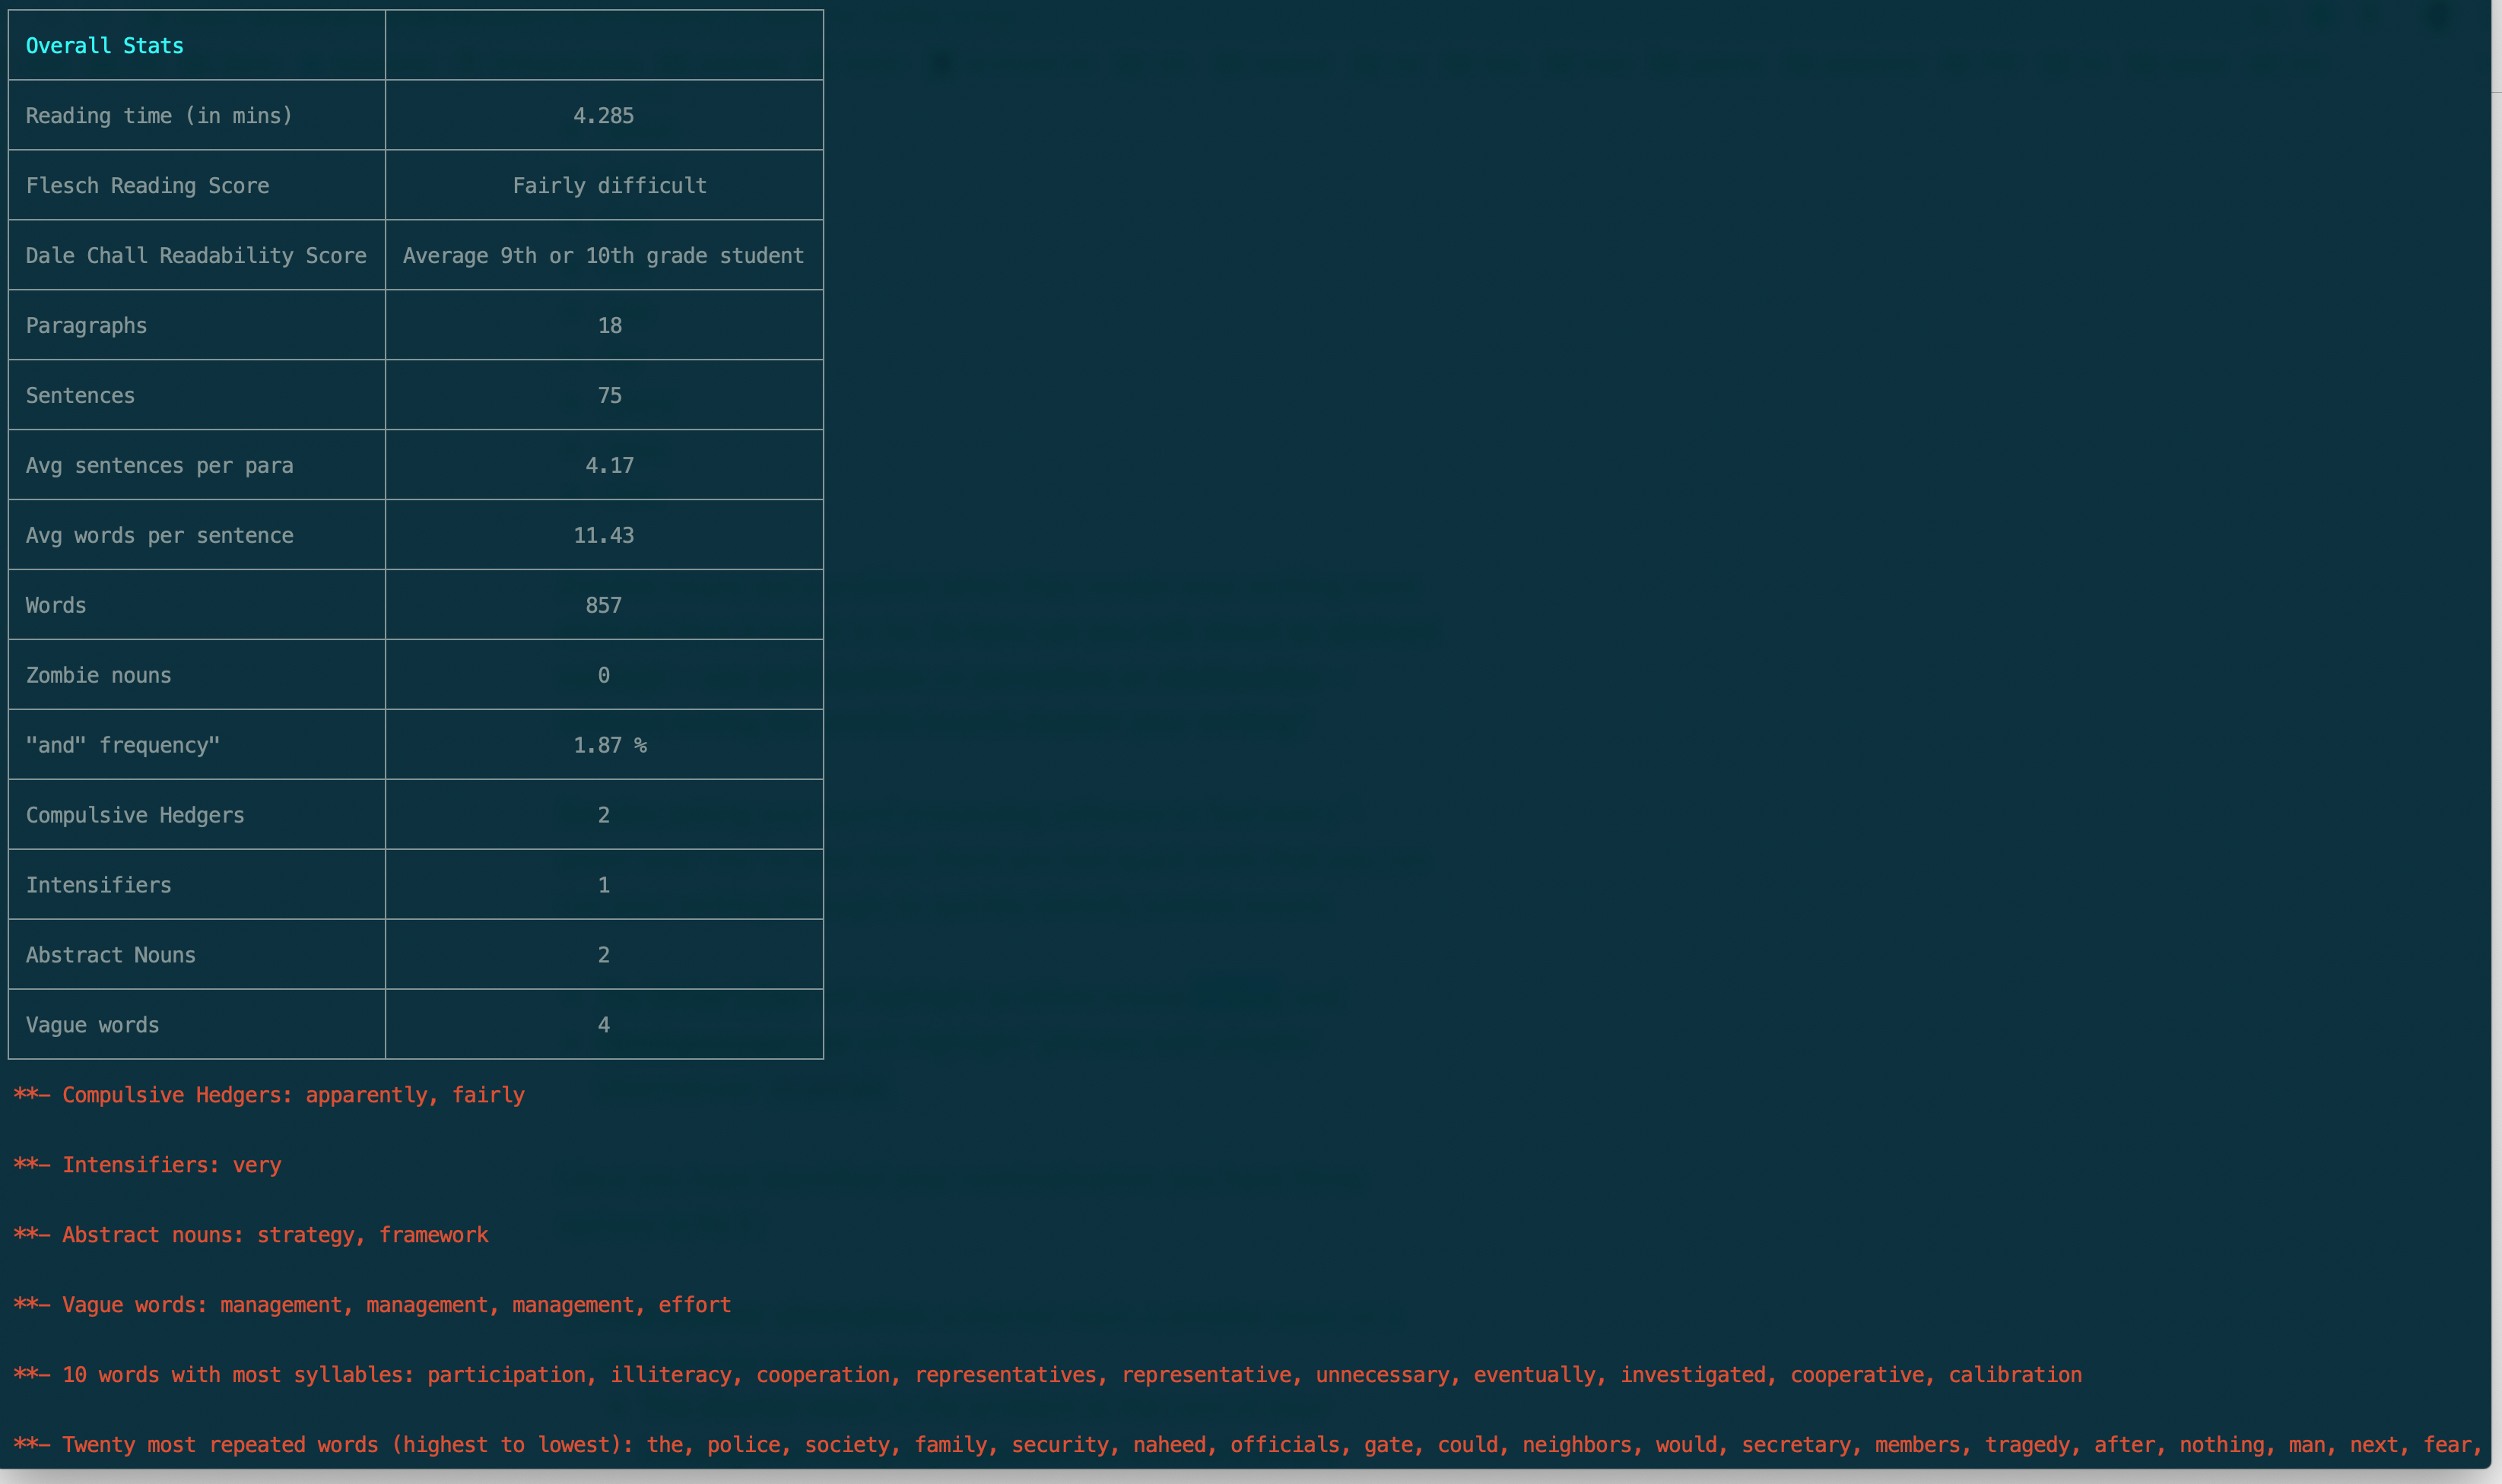 Overall Stats
Reading time (in mins) 4.285
Flesch Reading Score Fairly difficult
Dale Chall Readability Score Average 9th or 10th grade student
Paragraphs 18
Sentences 75
Avg sentences per para 4.17
Avg words per sentence 11.43
Words 857
Zombie nouns 0
"and" frequency" 1.87 %
Compulsive Hedgers 2
Intensifiers 1
Abstract Nouns 2
Vague words 4
**— Compulsive Hedgers: apparently, fairly
**— Intensifiers: very
**— Abstract nouns: strategy, framework
**— Vague words: management, management, management, effort
**— 10 words with most syllables: participation, illiteracy, cooperation, representatives, representative, unnecessary, eventually, investigated, cooperative, calibration
**— Twenty most repeated words (highest to lowest): the, police, society, family, security, naheed, officials, gate, could, neighbors, would, secretary, members, tragedy, after, nothing, man, next, fear,